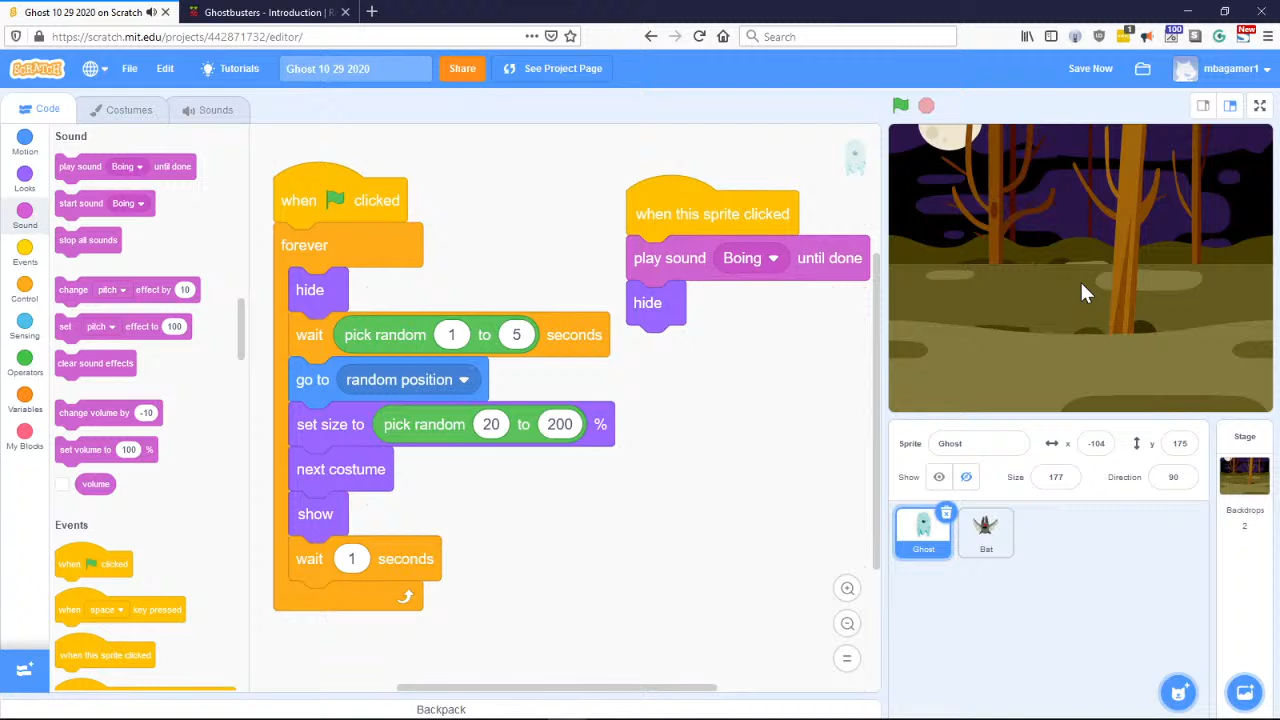 Ghost 10 29 2020 on Scratch
Ghostbusters - Introduction | R
https://scratch.mit.edu/projects/442871732/editor/
Search
1
100
New
SCRATCH
File
Edit
Tutorials
Ghost 10 29 2020
Share
See Project Page
Save Now
mbagamer1
Code
Costumes
Sounds
Motion
Looks
Sound
Events
Control
Sensing
Operators
Variables
My Blocks
Sound
play sound Boing until done
start sound Boing
stop all sounds
change pitch effect by 10
set pitch effect to 100
clear sound effects
change volume by -10
set volume to 100 %
volume
Events
when clicked
when space key pressed
when this sprite clicked
when clicked
forever
hide
wait pick random 1 to 5 seconds
go to random position
set size to pick random 20 to 200 %
next costume
show
wait 1 seconds
when this sprite clicked
play sound Boing until done
hide
Backpack
Sprite Ghost x -104 y 175
Show Size 177 Direction 90
Ghost
Bat
Stage
Backdrops
2